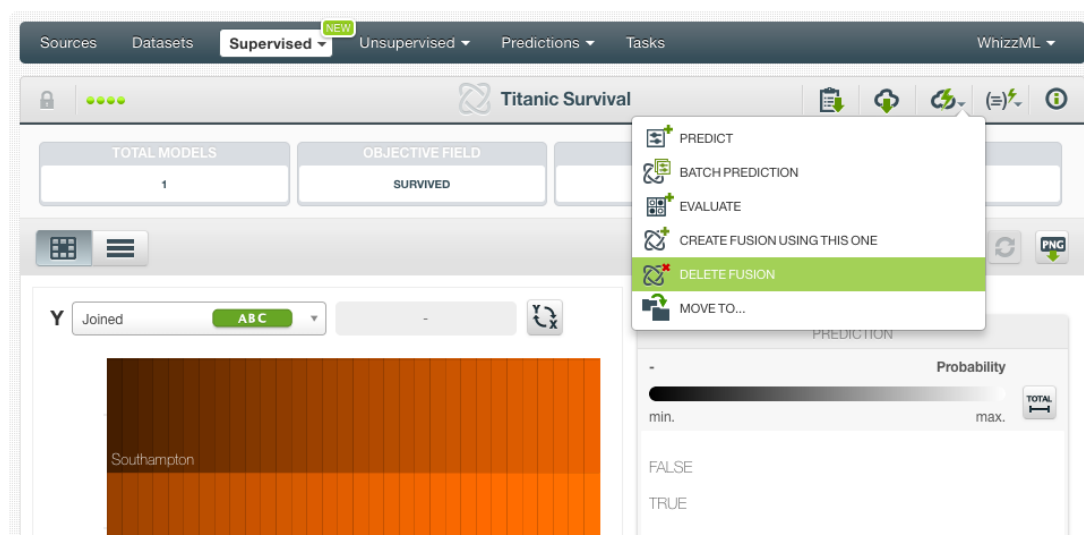 NEW
Sources Datasets Supervised Unsupervised Predictions Tasks WhizzML
Titanic Survival
TOTAL MODELS OBJECTIVE FIELD
1 SURVIVED
PREDICT
BATCH PREDICTION
EVALUATE
CREATE FUSION USING THIS ONE
DELETE FUSION
MOVE TO...
PNG
Y Joined ABC - Y X
PREDICTION
- Probability
TOTAL
min. max.
Southampton
FALSE
TRUE